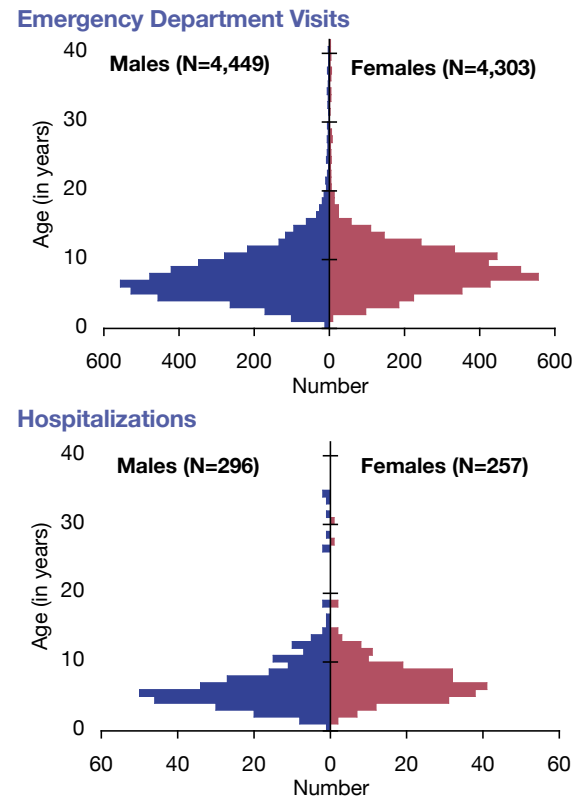 Emergency Department Visits
40
Males (N=4,449)
Females (N=4,303)
30
20
10
0
Age (in years)
600 400 200 0 200 400 600
Number
Hospitalizations
40
Males (N=296)
Females (N=257)
30
20
10
0
Age (in years)
60 40 20 0 20 40 60
Number